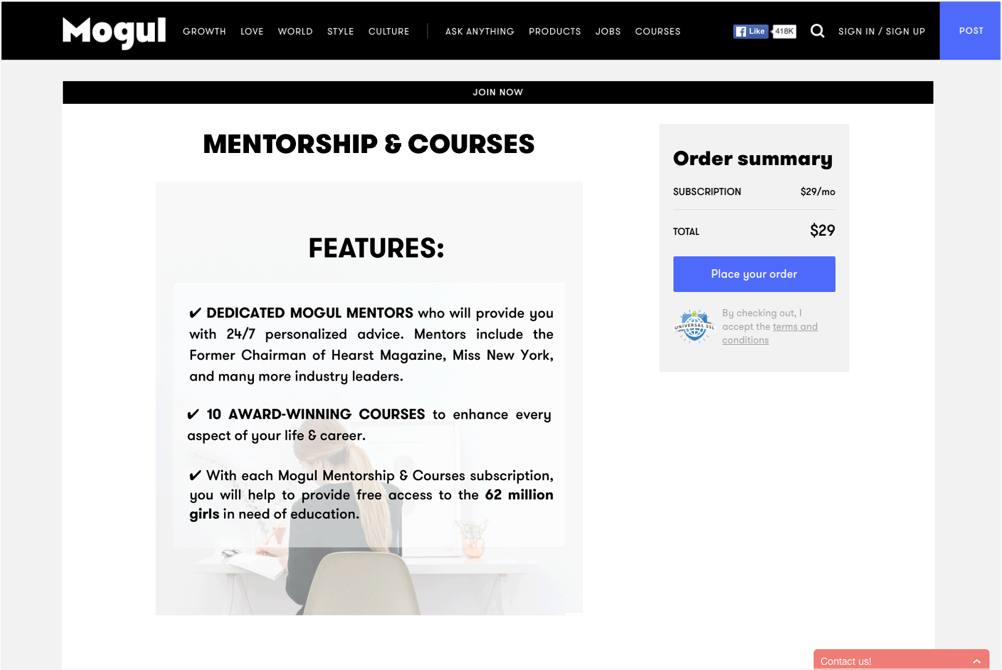 Mogul
GROWTH LOVE WORLD STYLE CULTURE ASK ANYTHING PRODUCTS JOBS COURSES
Like 418K
SIGN IN / SIGN UP
POST
JOIN NOW
MENTORSHIP & COURSES
FEATURES:
✔ DEDICATED MOGUL MENTORS who will provide you
with 24/7 personalized advice. Mentors include the
Former Chairman of Hearst Magazine, Miss New York,
and many more industry leaders.
✔ 10 AWARD-WINNING COURSES to enhance every
aspect of your life & career.
✔ With each Mogul Mentorship & Courses subscription,
you will help to provide free access to the 62 million
girls in need of education.
Order summary
SUBSCRIPTION $29/mo
TOTAL $29
Place your order
UNIVERSAL SSL
By checking out, I
accept the terms and
conditions
Contact us!